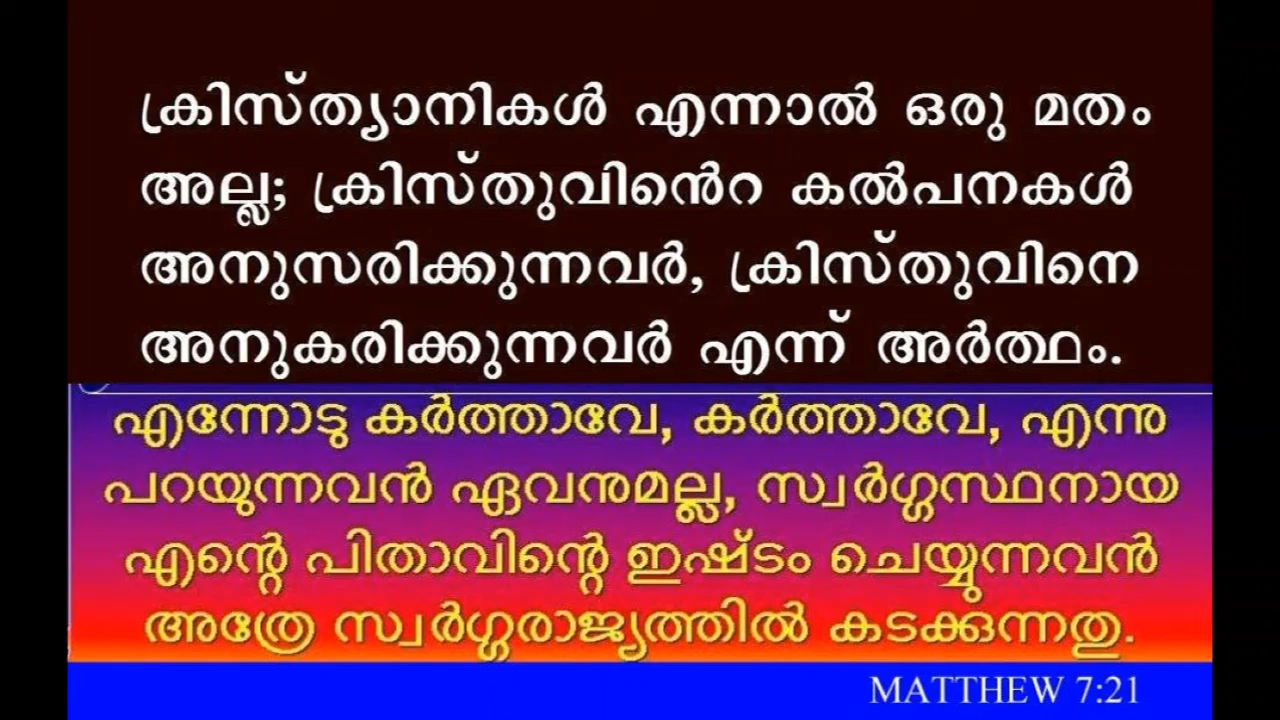 ക്രിസ്ത്യാനികൾ എന്നാൽ ഒരു മതം
അല്ല; ക്രിസ്തുവിൻെറ കൽപനകൾ
അനുസരിക്കുന്നവർ, ക്രിസ്തുവിനെ
അനുകരിക്കുന്നവർ എന്ന് അർത്ഥം.
എന്നോടു കർത്താവേ, കർത്താവേ, എന്നു
പറയുന്നവൻ ഏവനുമല്ല, സ്വർഗ്ഗസ്ഥനായ
എന്റെ പിതാവിന്റെ ഇഷ്ടം ചെയ്യുന്നവൻ
അത്രേ സ്വർഗ്ഗരാജ്യത്തിൽ കടക്കുന്നതു.
MATTHEW 7:21